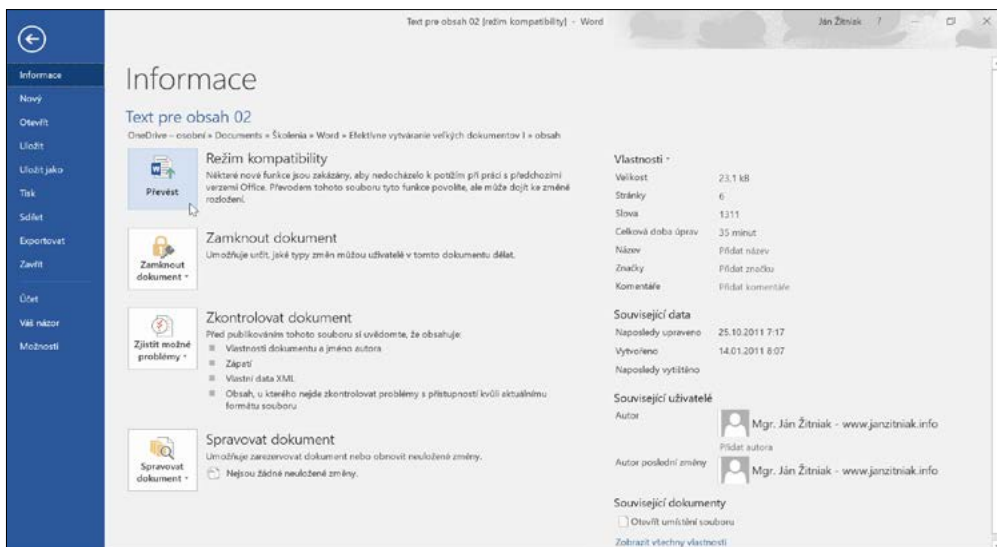 Text pre obsah 02 [režim kompatibility] - Word
Ján Žitniak
?
Informace
Nový
Otevřít
Uložit
Uložit jako
Tisk
Sdílet
Exportovat
Zavřít
Účet
Váš názor
Možnosti
Informace
Text pre obsah 02
OneDrive – osobní » Documents » Školenia » Word » Efektívne vytváranie veľkých dokumentov I » obsah
Převést
Režim kompatibility
Některé nové funkce jsou zakázány, aby nedocházelo k potížím při práci s předchozími
verzemi Office. Převodem tohoto souboru tyto funkce povolíte, ale může dojít ke změně
rozložení.
Zamknout
dokument
Zamknout dokument
Umožňuje určit, jaké typy změn můžou uživatelé v tomto dokumentu dělat.
Zjistit možné
problémy
Zkontrolovat dokument
Před publikováním tohoto souboru si uvědomte, že obsahuje:
Vlastnosti dokumentu a jméno autora
Zápatí
Vlastní data XML
Obsah, u kterého nejde zkontrolovat problémy s přístupností kvůli aktuálnímu
formátu souboru
Spravovat
dokument
Spravovat dokument
Umožňuje zarezervovat dokument nebo obnovit neuložené změny.
Nejsou žádné neuložené změny.
Vlastnosti
Velikost 23,1 kB
Stránky 6
Slova 1311
Celková doba úprav 35 minut
Název Přidat název
Značky Přidat značku
Komentáře Přidat komentáře
Související data
Naposledy upraveno 25.10.2011 7:17
Vytvořeno 14.01.2011 8:07
Naposledy vytištěno
Související uživatelé
Autor
Mgr. Ján Žitniak - www.janzitniak.info
Přidat autora
Autor poslední změny
Mgr. Ján Žitniak - www.janzitniak.info
Související dokumenty
Otevřít umístění souboru
Zobrazit všechny vlastnosti